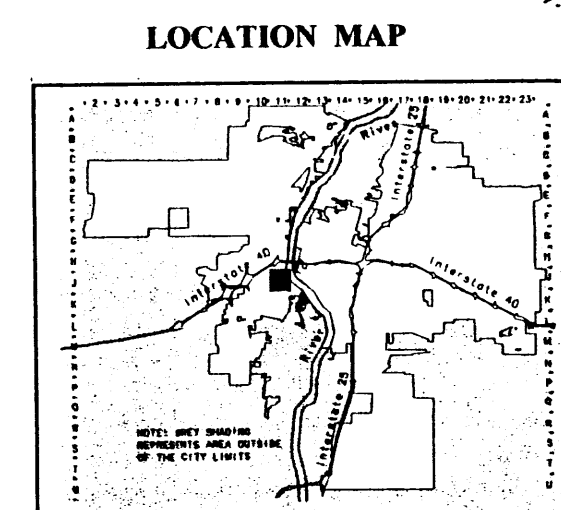 LOCATION MAP
2 3 4 5 6 7 8 9 10 11 12 13 14 15 16 17 18 19 20 21 22 23
River
Interstate 25
Interstate 40
Interstate 40
River
Interstate 25
NOTE: GREY SHADING
REPRESENTS AREA OUTSIDE
OF THE CITY LIMITS